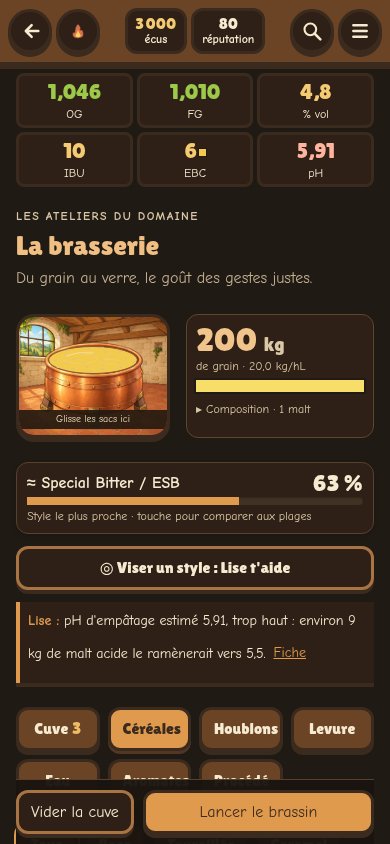 3 000
écus
80
réputation
1,046
OG
1,010
FG
4,8
% vol
10
IBU
6
EBC
5,91
pH
LES ATELIERS DU DOMAINE
La brasserie
Du grain au verre, le goût des gestes justes.
Glisse les sacs ici
200 kg
de grain · 20,0 kg/hL
▸ Composition · 1 malt
≈ Special Bitter / ESB
63 %
Style le plus proche · touche pour comparer aux plages
◎ Viser un style : Lise t'aide
Lise : pH d'empâtage estimé 5,91, trop haut : environ 9
kg de malt acide le ramènerait vers 5,5. Fiche
Cuve 3
Céréales
Houblons
Levure
Eau
Aromates
Procédé
Vider la cuve
Lancer le brassin